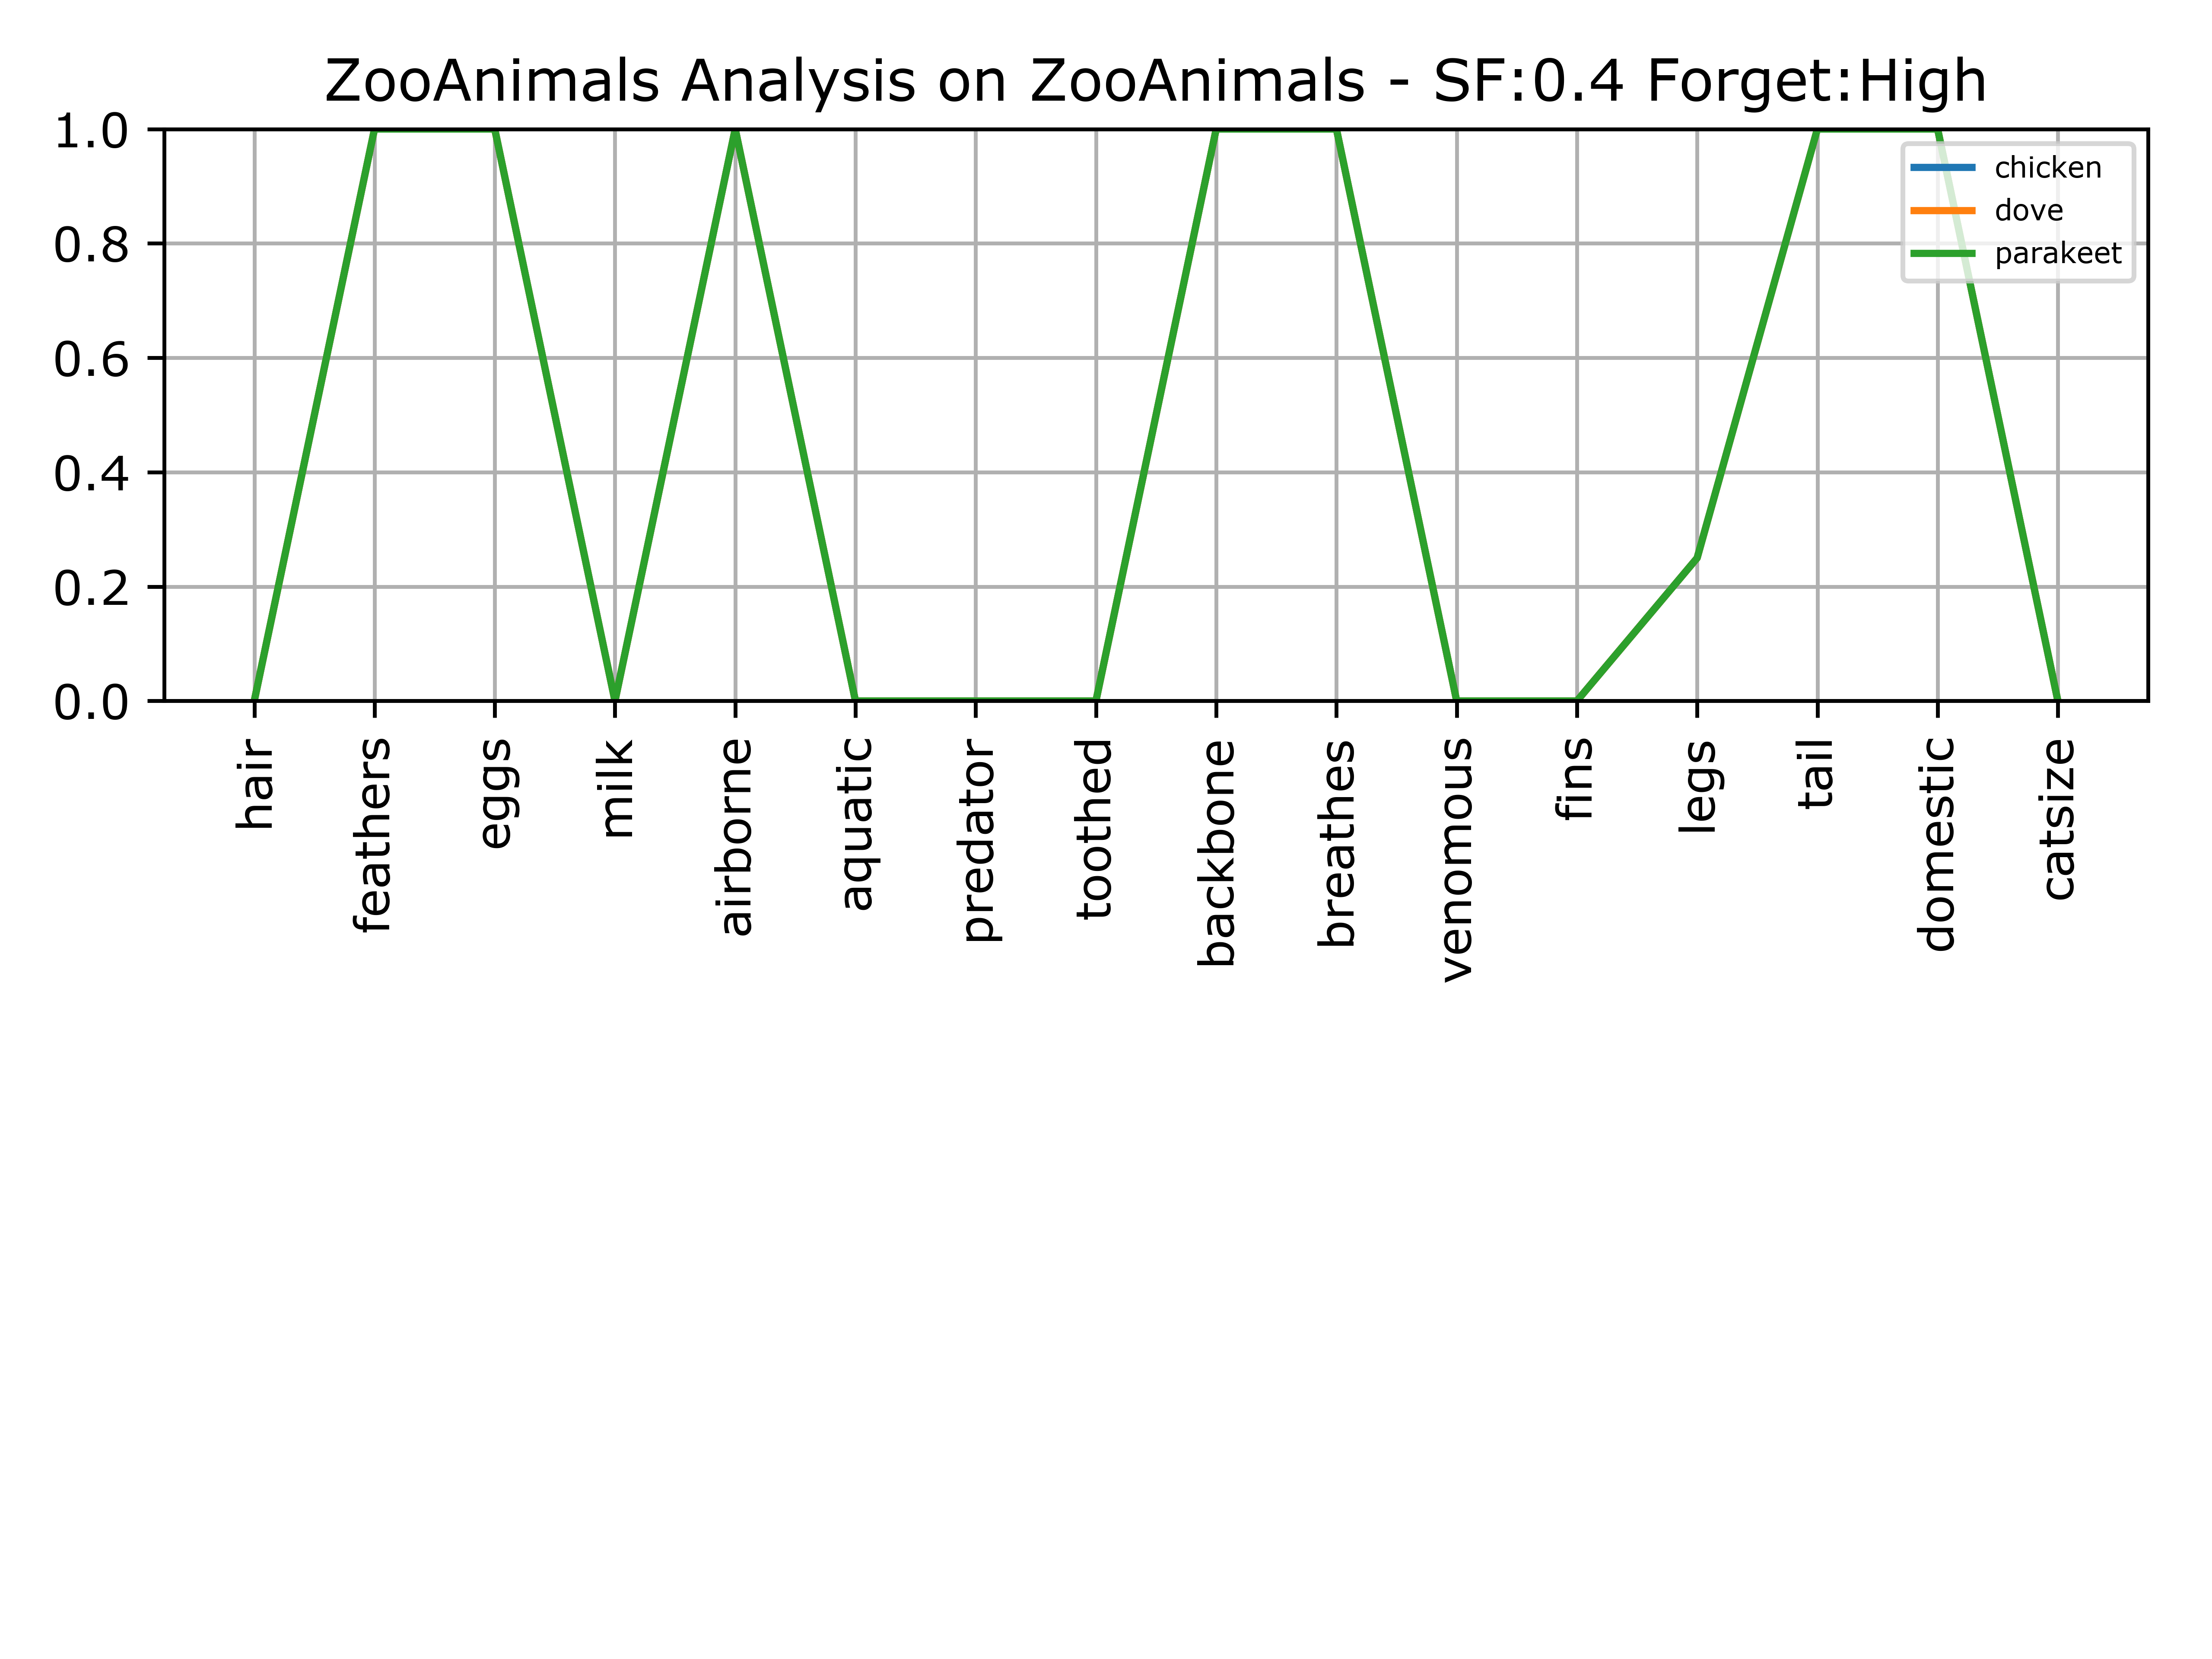 ZooAnimals Analysis on ZooAnimals - SF:0.4 Forget:High
1.0
0.8
0.6
0.4
0.2
0.0
chicken
dove
parakeet
hair
feathers
eggs
milk
airborne
aquatic
predator
toothed
backbone
breathes
venomous
fins
legs
tail
domestic
catsize